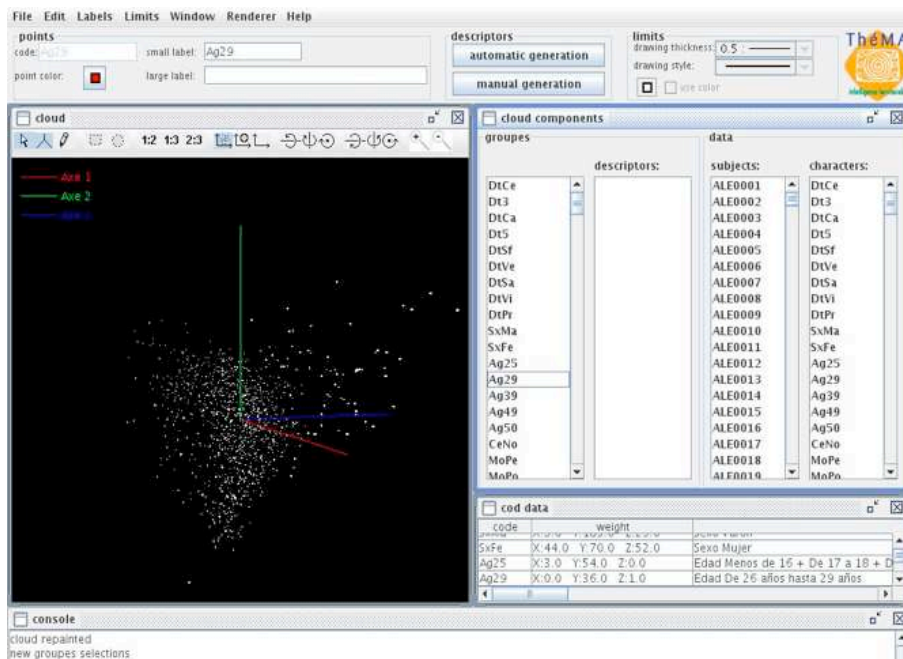 File Edit Labels Limits Window Renderer Help
points
code: Ag29 small label: Ag29
point color: large label:
descriptors
automatic generation
manual generation
limits
drawing thickness: 0.5 :
drawing style:
use color
ThéMA
cloud
1:2 1:3 2:3
Axe 1
Axe 2
cloud components
groupes
descriptors:
DtCe
Dt3
DtCa
Dt5
DtSf
DtVe
DtSa
DtVi
DtPr
SxMa
SxFe
Ag25
Ag29
Ag39
Ag49
Ag50
CeNo
MoPe
MoPo
data
subjects:
ALE0001
ALE0002
ALE0003
ALE0004
ALE0005
ALE0006
ALE0007
ALE0008
ALE0009
ALE0010
ALE0011
ALE0012
ALE0013
ALE0014
ALE0015
ALE0016
ALE0017
ALE0018
ALE0019
characters:
DtCe
Dt3
DtCa
Dt5
DtSf
DtVe
DtSa
DtVi
DtPr
SxMa
SxFe
Ag25
Ag29
Ag39
Ag49
Ag50
CeNo
MoPe
MoPo
cod data
code weight
SxFe X:44.0 Y:70.0 Z:52.0 Sexo Mujer
Ag25 X:3.0 Y:54.0 Z:0.0 Edad Menos de 16 + De 17 a 18 + D
Ag29 X:0.0 Y:36.0 Z:1.0 Edad De 26 años hasta 29 años
console
cloud repainted
new groupes selections